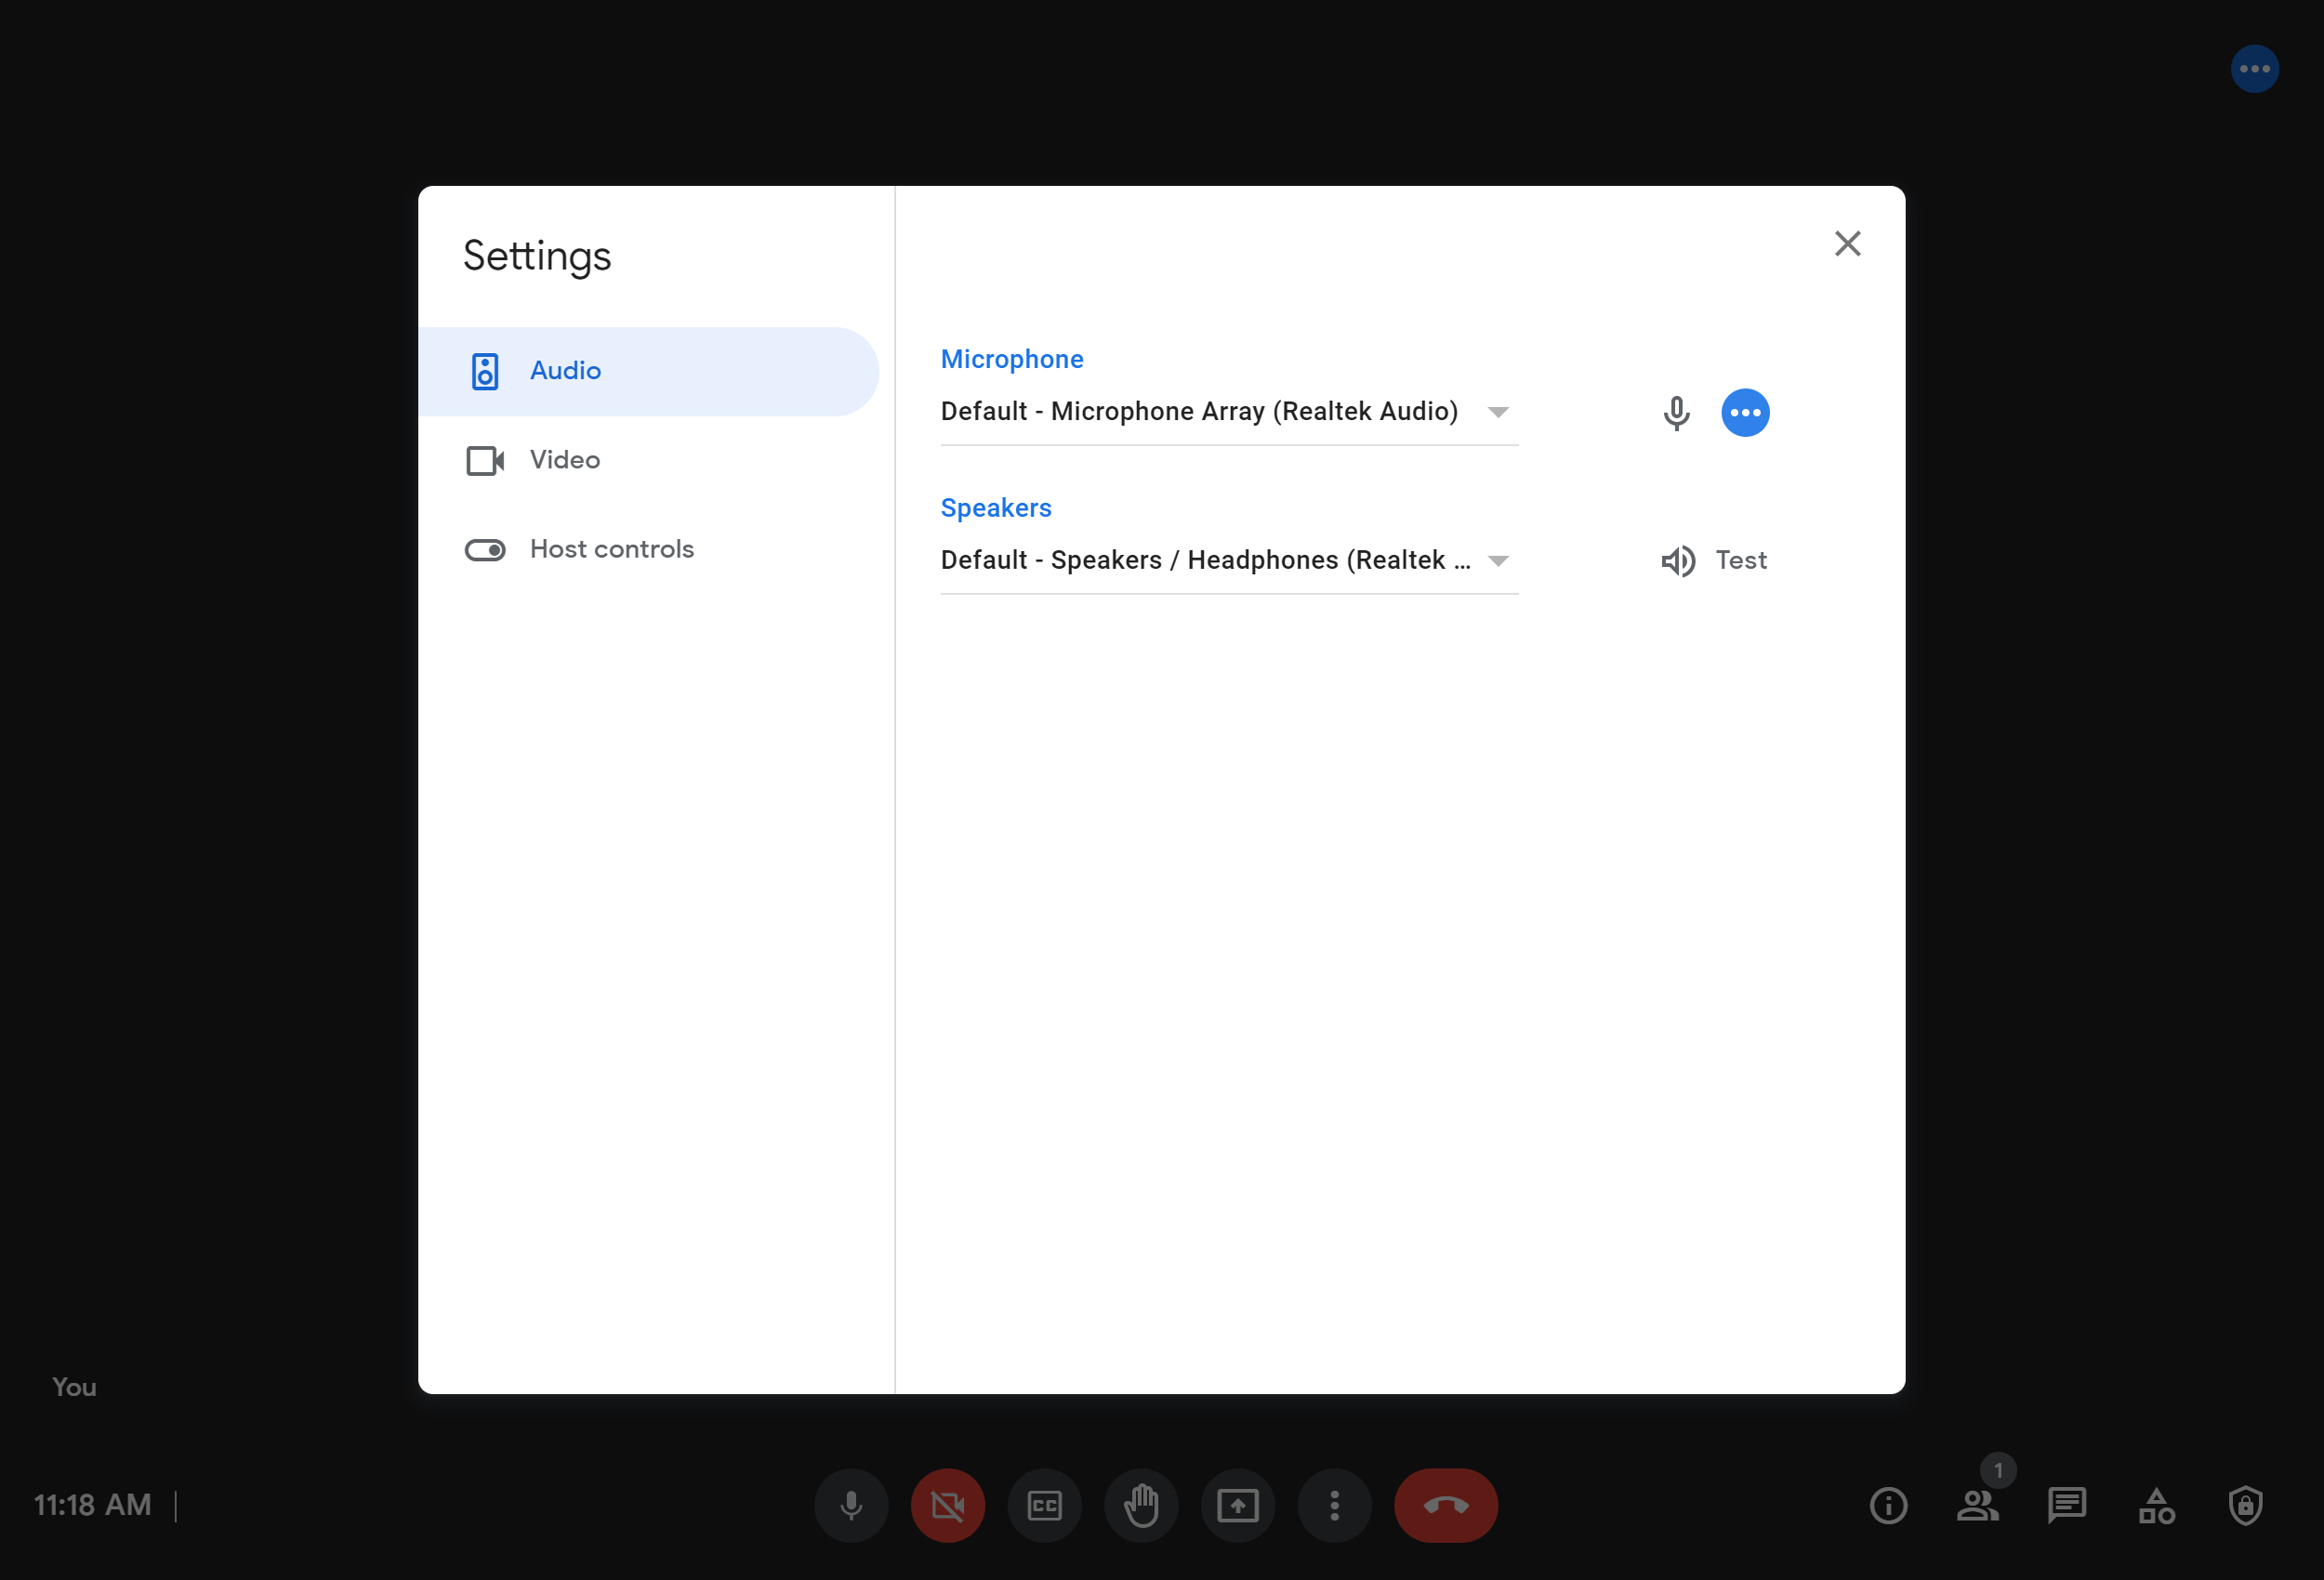 Settings
Audio
Video
Host controls
Microphone
Default - Microphone Array (Realtek Audio)
Speakers
Default - Speakers / Headphones (Realtek ...
Test
You
11:18 AM
CC
1